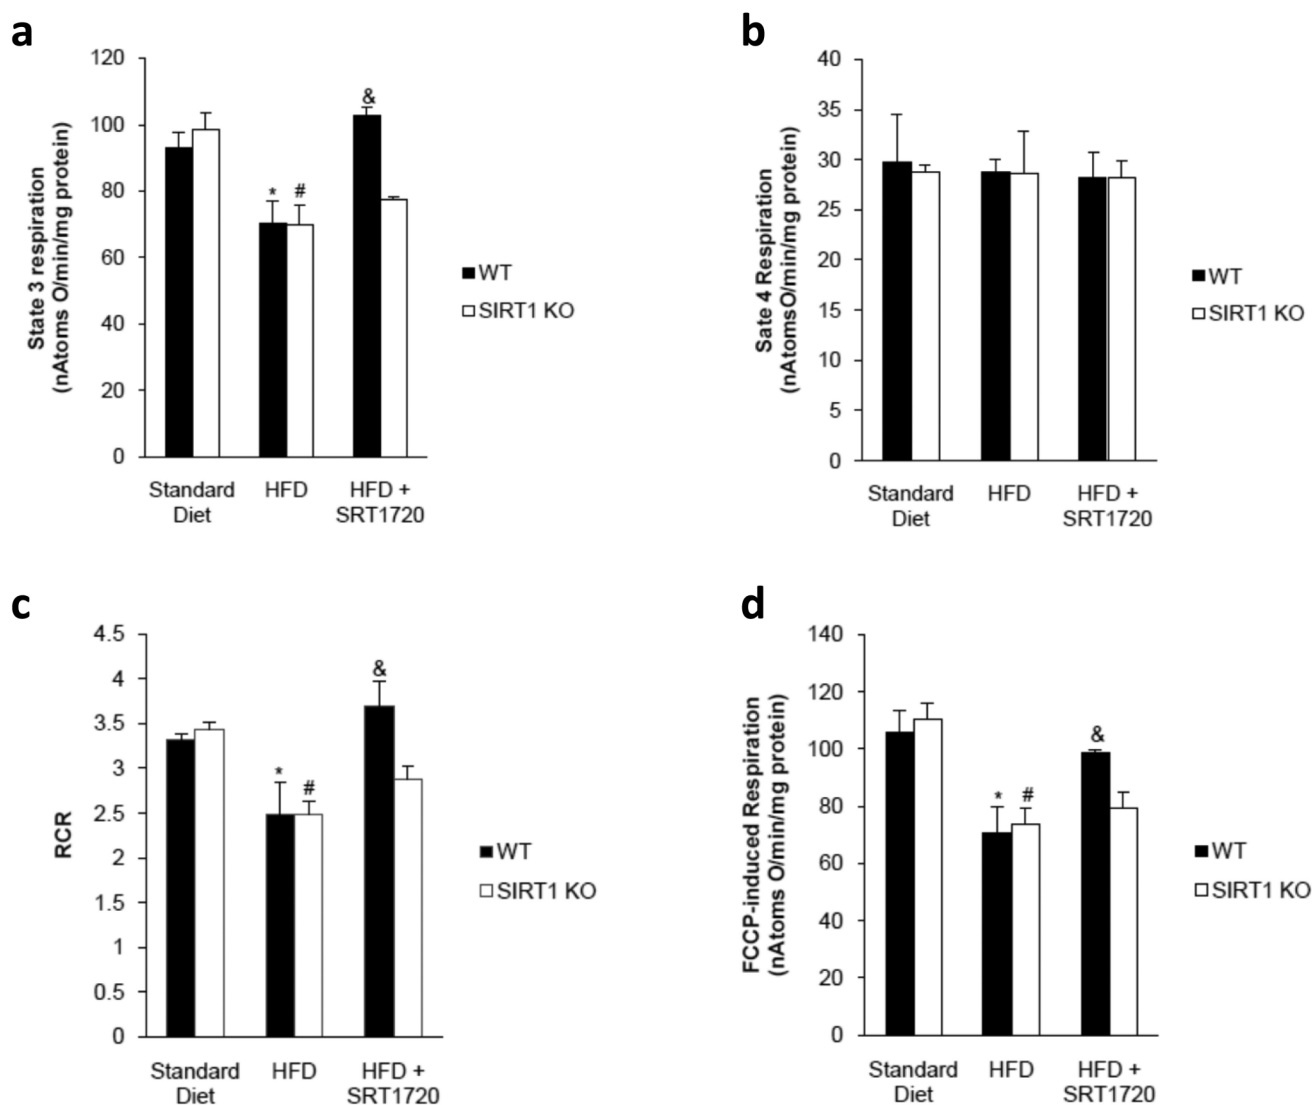 a
State 3 respiration
(nAtoms O/min/mg protein)
120
100
80
60
40
20
0
*
#
&
Standard
Diet
HFD
HFD +
SRT1720
WT
SIRT1 KO
b
Sate 4 Respiration
(nAtomsO/min/mg protein)
40
35
30
25
20
15
10
5
0
Standard
Diet
HFD
HFD +
SRT1720
WT
SIRT1 KO
c
RCR
4.5
4
3.5
3
2.5
2
1.5
1
0.5
0
*
#
&
Standard
Diet
HFD
HFD +
SRT1720
WT
SIRT1 KO
d
FCCP-induced Respiration
(nAtoms O/min/mg protein)
140
120
100
80
60
40
20
0
*
#
&
Standard
Diet
HFD
HFD +
SRT1720
WT
SIRT1 KO